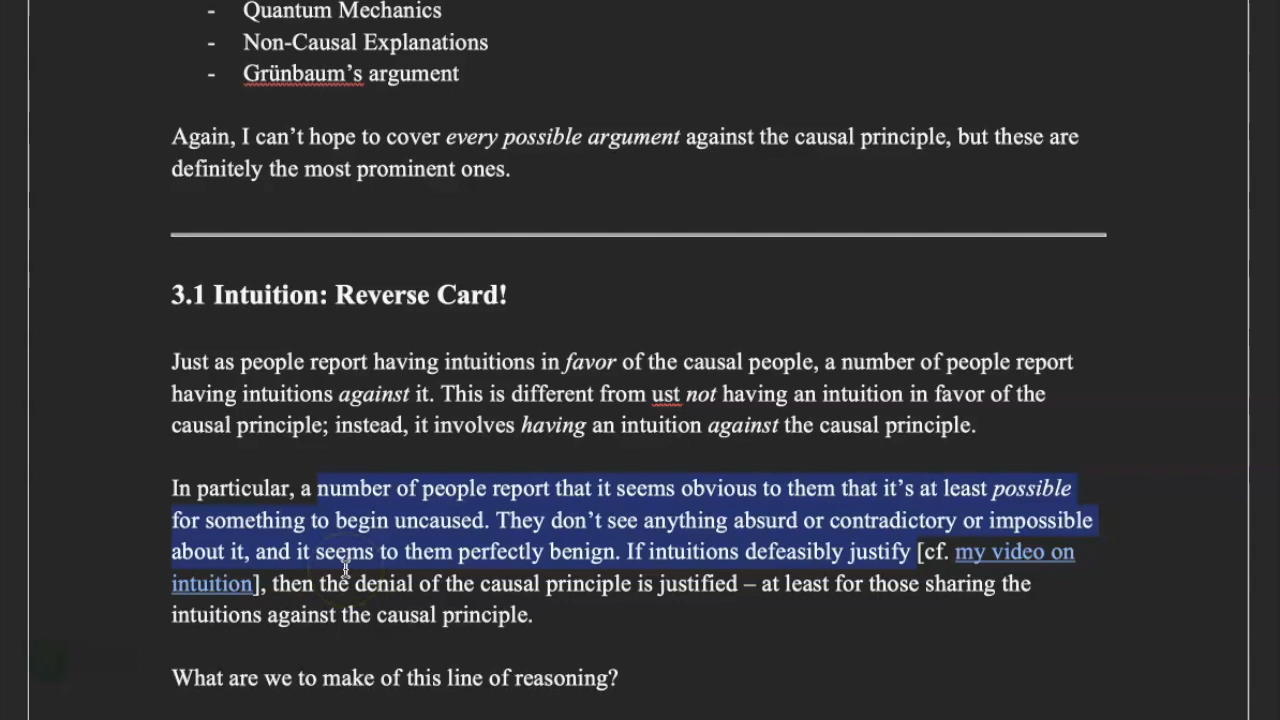 - Quantum Mechanics
- Non-Causal Explanations
- Grünbaum’s argument
Again, I can’t hope to cover every possible argument against the causal principle, but these are
definitely the most prominent ones.
3.1 Intuition: Reverse Card!
Just as people report having intuitions in favor of the causal people, a number of people report
having intuitions against it. This is different from ust not having an intuition in favor of the
causal principle; instead, it involves having an intuition against the causal principle.
In particular, a number of people report that it seems obvious to them that it’s at least possible
for something to begin uncaused. They don’t see anything absurd or contradictory or impossible
about it, and it seems to them perfectly benign. If intuitions defeasibly justify [cf. my video on
intuition], then the denial of the causal principle is justified – at least for those sharing the
intuitions against the causal principle.
What are we to make of this line of reasoning?